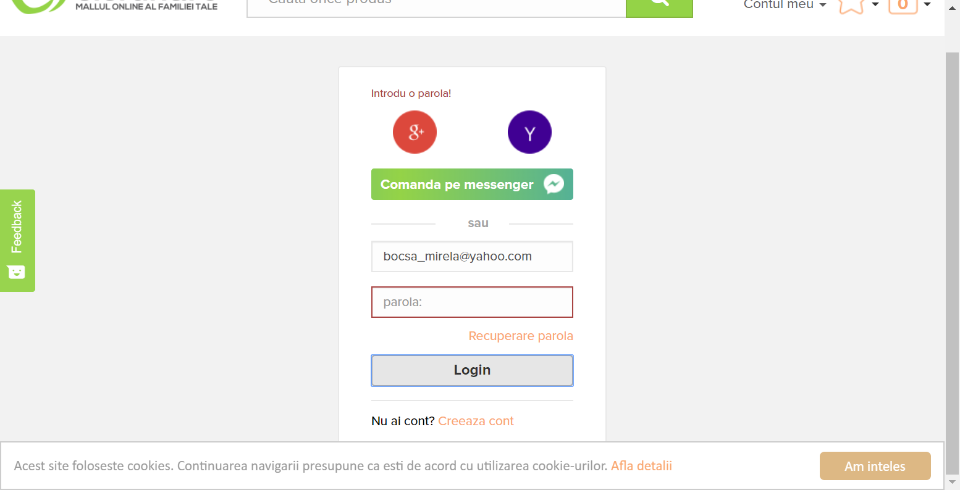 MALLUL ONLINE AL FAMILIEI TALE
Cauta orice produs
Contul meu
0
Introdu o parola!
g+
Y
Comanda pe messenger
sau
Feedback
bocsa_mirela@yahoo.com
parola:
Recuperare parola
Login
Nu ai cont? Creeaza cont
Acest site foloseste cookies. Continuarea navigarii presupune ca esti de acord cu utilizarea cookie-urilor. Afla detalii
Am inteles